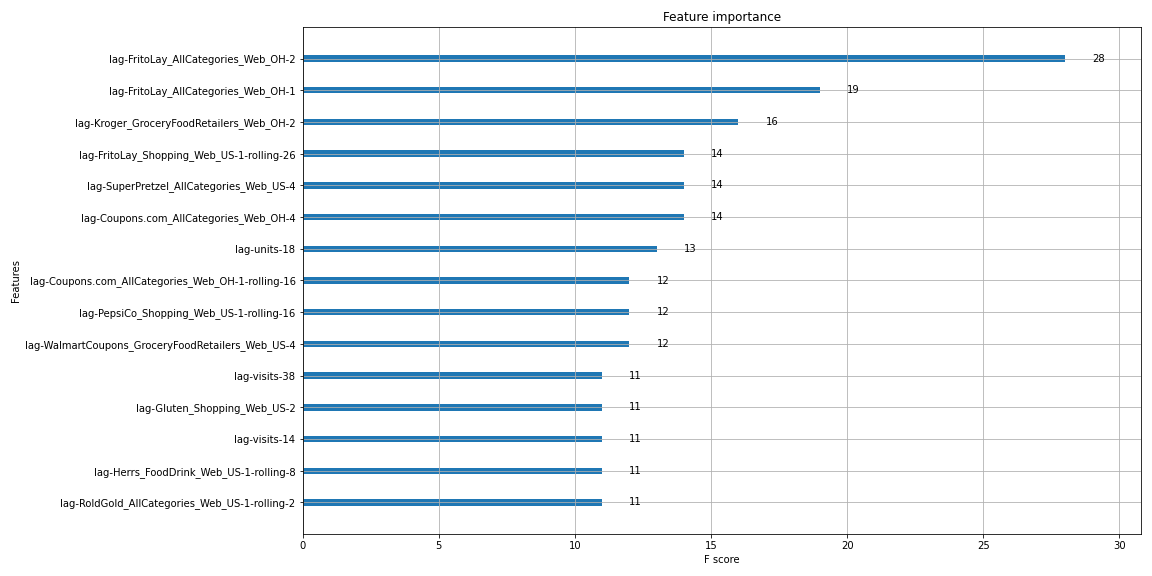 Feature importance
lag-FritoLay_AllCategories_Web_OH-2 28
lag-FritoLay_AllCategories_Web_OH-1 19
lag-Kroger_GroceryFoodRetailers_Web_OH-2 16
lag-FritoLay_Shopping_Web_US-1-rolling-26 14
lag-SuperPretzel_AllCategories_Web_US-4 14
lag-Coupons.com_AllCategories_Web_OH-4 14
lag-units-18 13
lag-Coupons.com_AllCategories_Web_OH-1-rolling-16 12
lag-PepsiCo_Shopping_Web_US-1-rolling-16 12
lag-WalmartCoupons_GroceryFoodRetailers_Web_US-4 12
lag-visits-38 11
lag-Gluten_Shopping_Web_US-2 11
lag-visits-14 11
lag-Herrs_FoodDrink_Web_US-1-rolling-8 11
lag-RoldGold_AllCategories_Web_US-1-rolling-2 11
Features
0 5 10 15 20 25 30
F score